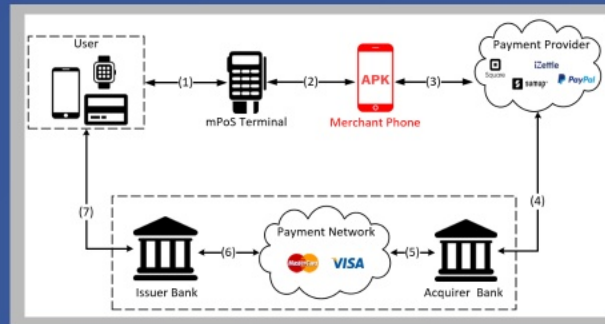 User
Payment Provider
Square
iZettle
sumup
PayPal
(1)
(2)
APK
(3)
mPoS Terminal
Merchant Phone
(7)
(4)
Payment Network
MasterCard
VISA
(6)
(5)
Issuer Bank
Acquirer Bank